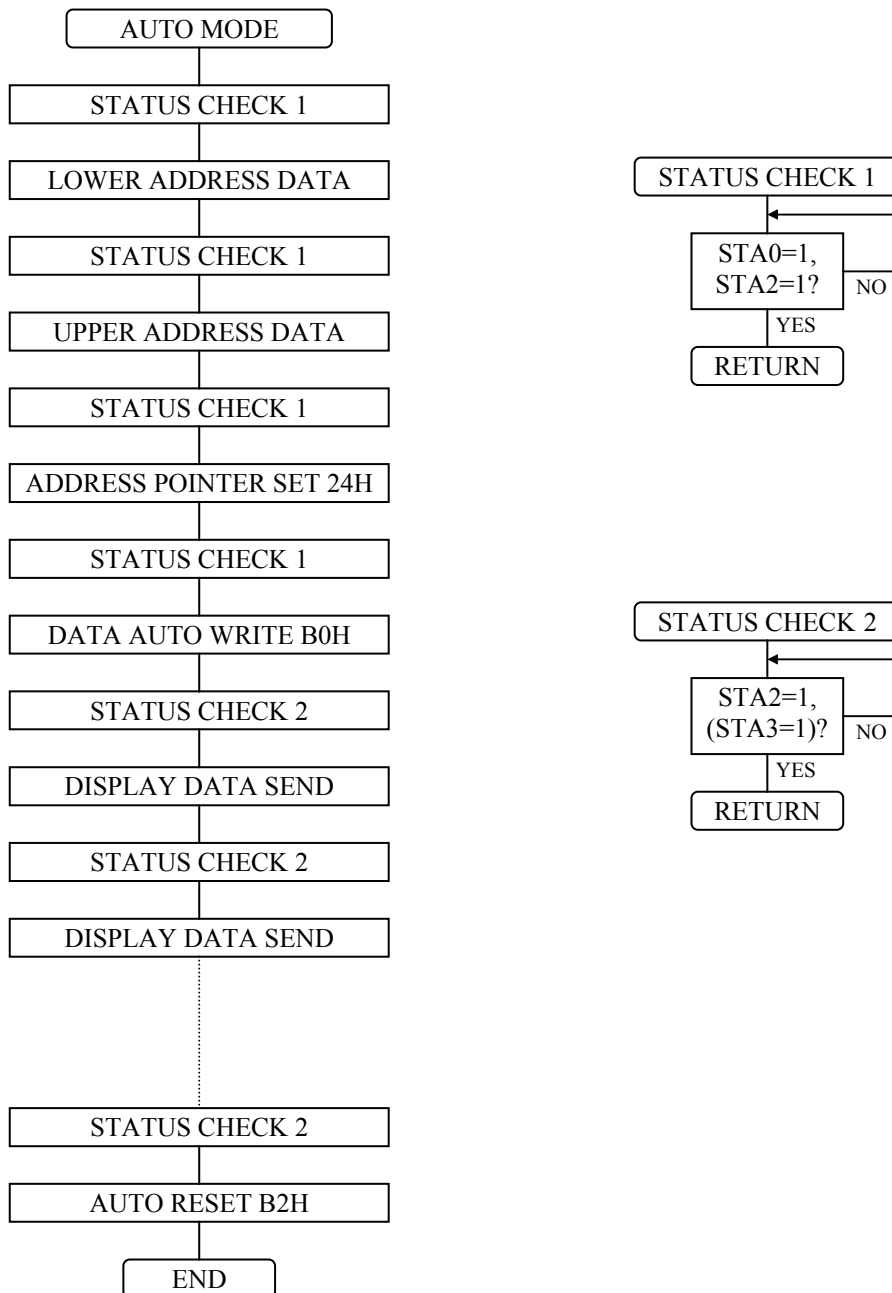 AUTO MODE
STATUS CHECK 1
LOWER ADDRESS DATA
STATUS CHECK 1
UPPER ADDRESS DATA
STATUS CHECK 1
ADDRESS POINTER SET 24H
STATUS CHECK 1
DATA AUTO WRITE B0H
STATUS CHECK 2
DISPLAY DATA SEND
STATUS CHECK 2
DISPLAY DATA SEND
STATUS CHECK 2
AUTO RESET B2H
END
STATUS CHECK 1
STA0=1,
STA2=1?
NO
YES
RETURN
STATUS CHECK 2
STA2=1,
(STA3=1)?
NO
YES
RETURN